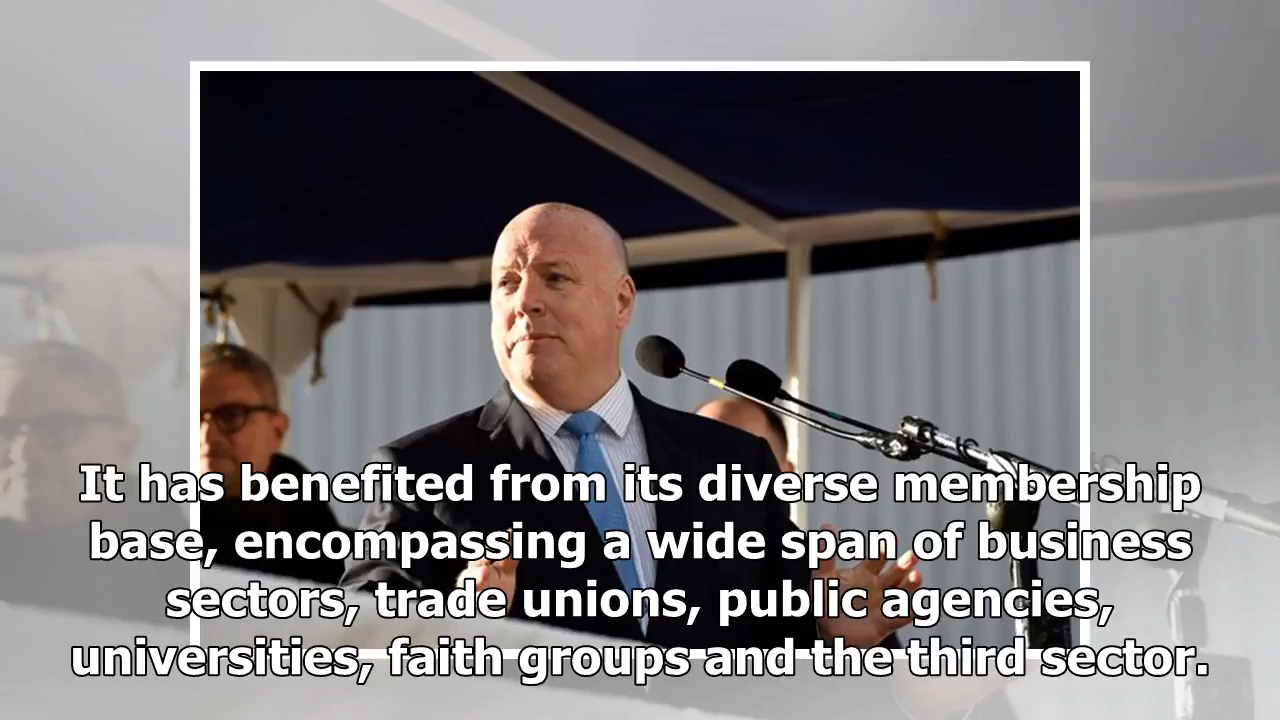 It has benefited from its diverse membership
base, encompassing a wide span of business
sectors, trade unions, public agencies,
universities, faith groups and the third sector.